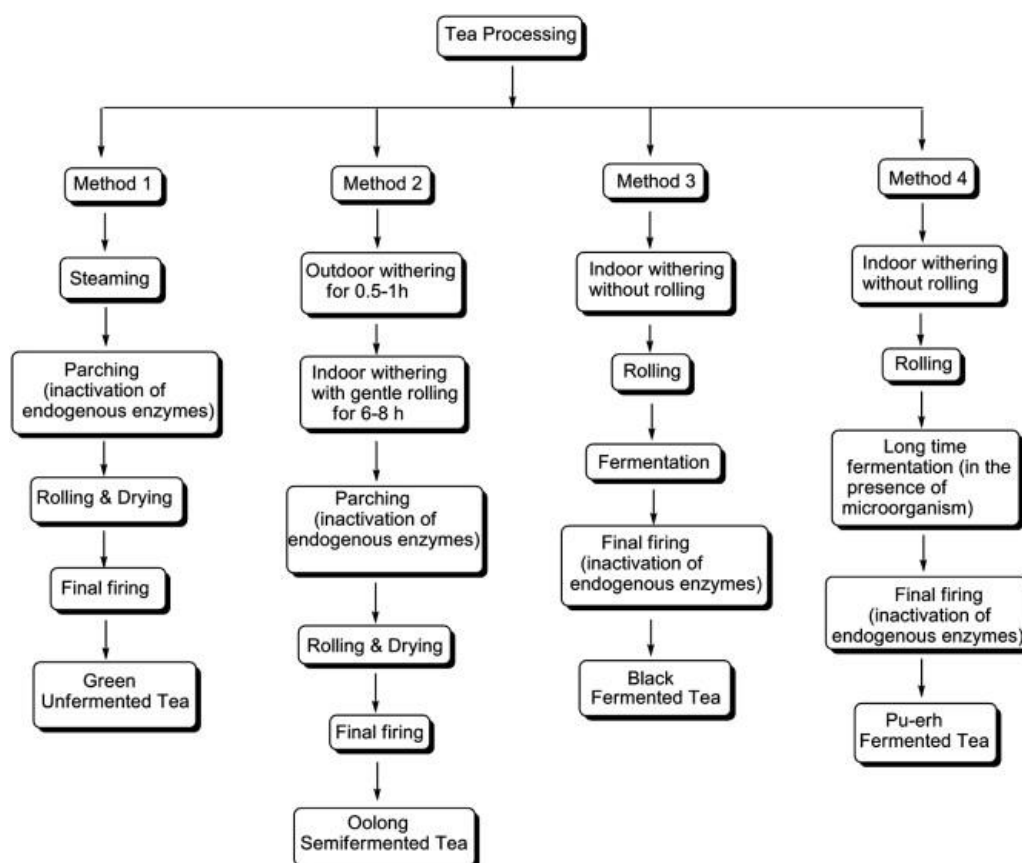 Tea Processing
Method 1
Method 2
Method 3
Method 4
Steaming
Parching
(inactivation of
endogenous enzymes)
Rolling & Drying
Final firing
Green
Unfermented Tea
Outdoor withering
for 0.5-1h
Indoor withering
with gentle rolling
for 6-8 h
Parching
(inactivation of
endogenous enzymes)
Rolling & Drying
Final firing
Oolong
Semifermented Tea
Indoor withering
without rolling
Rolling
Fermentation
Final firing
(inactivation of
endogenous enzymes)
Black
Fermented Tea
Indoor withering
without rolling
Rolling
Long time
fermentation (in the
presence of
microorganism)
Final firing
(inactivation of
endogenous enzymes)
Pu-erh
Fermented Tea